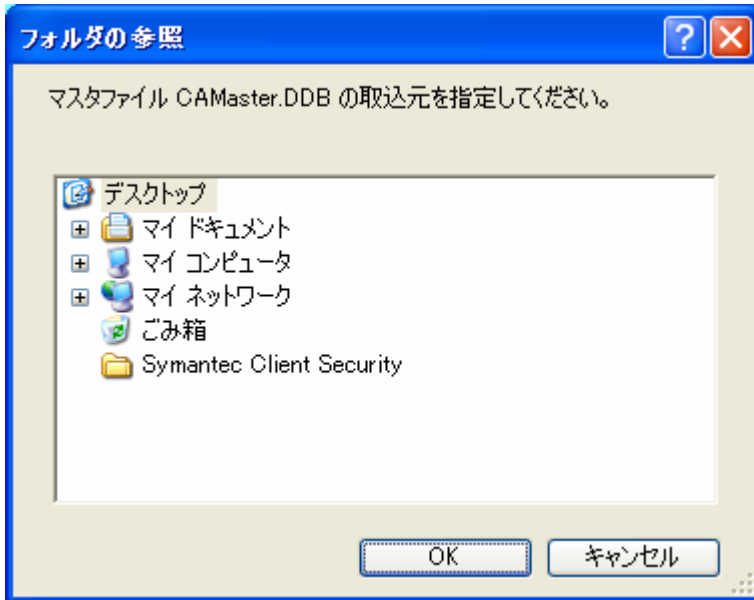 フォルダの参照
マスタファイル CAMaster.DDB の取込元を指定してください。
デスクトップ
マイ ドキュメント
マイ コンピュータ
マイ ネットワーク
ごみ箱
Symantec Client Security
OK
キャンセル